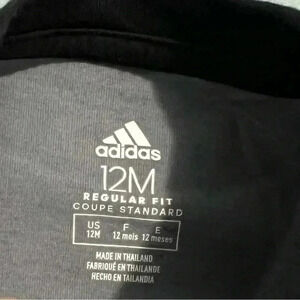 adidas
12M
REGULAR FIT
COUPE STANDARD
US F E
12M 12 mois 12 meses
MADE IN THAILAND
FABRIQUÉ EN THAILANDE
HECHO EN TAILANDIA